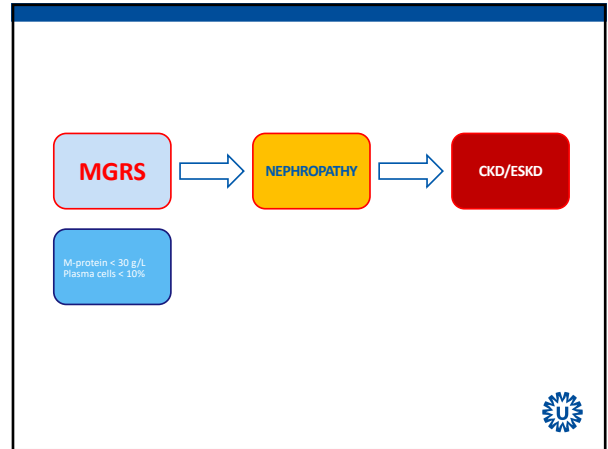 MGRS
NEPHROPATHY
CKD/ESKD
M-protein < 30 g/L
Plasma cells < 10%
U